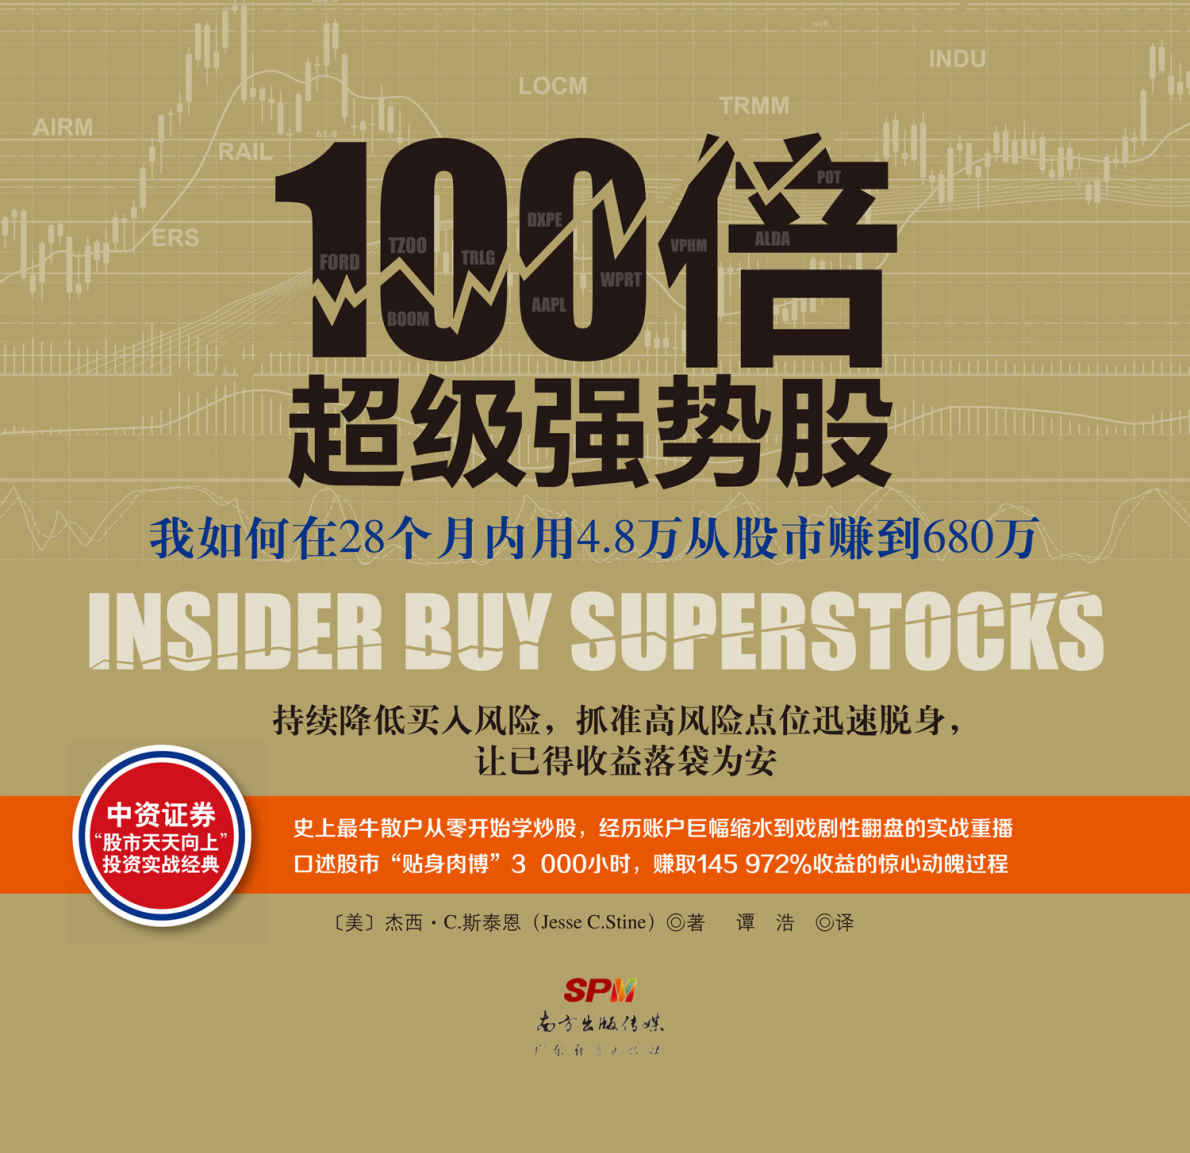 INDU
LOCM
TRMM
AIRM
RAIL
ERS
100倍
POT
DXPE
ALDA
TZOO
VPHM
TRLG
FORD
WPRT
AAPL
BOOM
超级强势股
我如何在28个月内用4.8万从股市赚到680万
INSIDER BUY SUPERSTOCKS
持续降低买入风险，抓准高风险点位迅速脱身，
让已得收益落袋为安
中资证券
“股市天天向上”
投资实战经典
史上最牛散户从零开始学炒股，经历账户巨幅缩水到戏剧性翻盘的实战重播
口述股市“贴身肉博”3 000小时，赚取145 972%收益的惊心动魄过程
〔美〕杰西·C.斯泰恩（Jesse C.Stine）◎著 谭 浩 ◎译
SPM
南方出版传媒